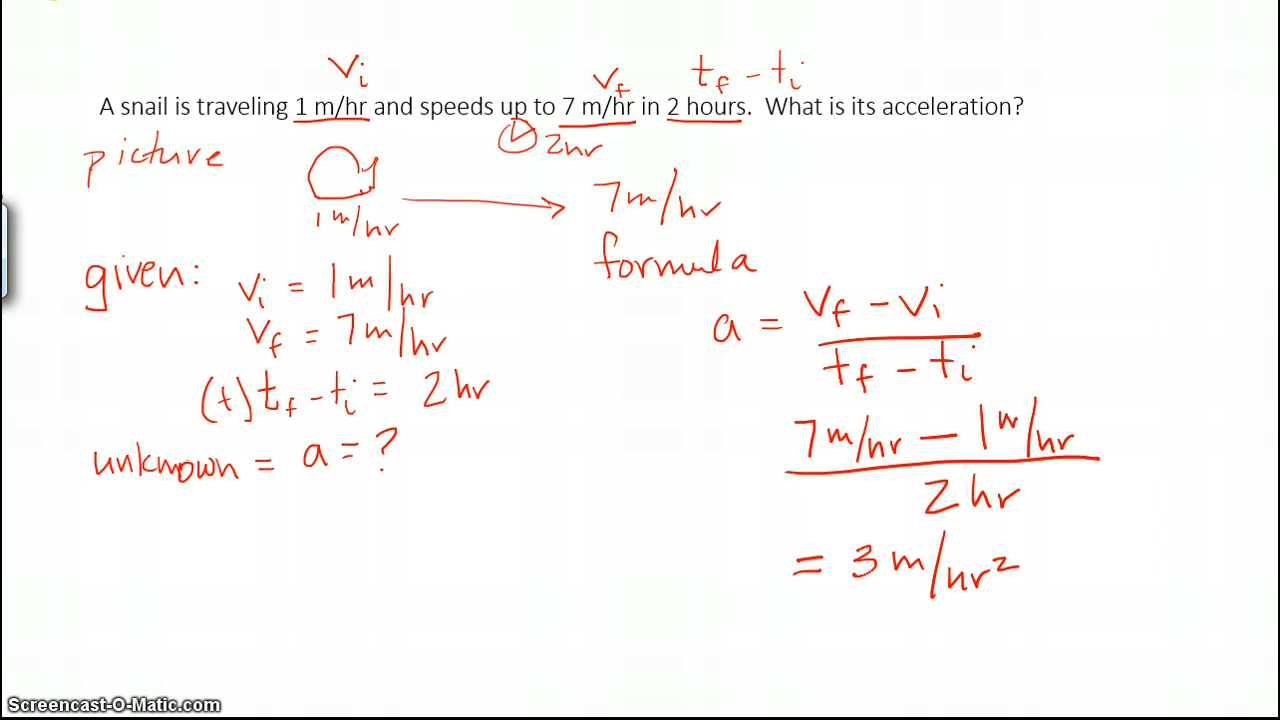 Vi
Vf tf - ti
A snail is traveling 1 m/hr and speeds up to 7 m/hr in 2 hours. What is its acceleration?
picture
2hr
1m/hr
7m/hr
given: Vi = 1m/hr
Vf = 7m/hr
(t) tf - ti = 2hr
unknown = a = ?
formula
a = Vf - Vi
tf - ti
7m/hr - 1m/hr
2hr
= 3m/hr²
Screencast-O-Matic.com